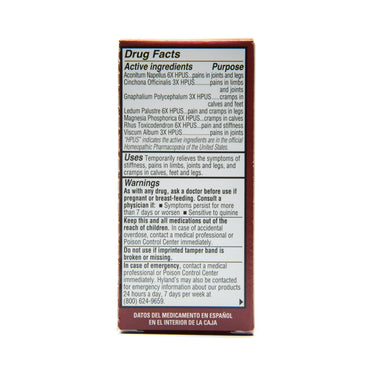 Drug Facts
Active ingredients Purpose
Aconitum Napellus 6X HPUS...pains in joints and legs
Cinchona Officinalis 3X HPUS.....pains in limbs
and joints
Gnaphalium Polycephalum 3X HPUS.....cramps in
calves and feet
Ledum Palustre 6X HPUS.....pains in joints and legs
Magnesia Phosphorica 6X HPUS....cramps in calves
Rhus Toxicodendron 6X HPUS....pain and stiffness
Viscum Album 3X HPUS.....pains in joints
"HPUS" indicates the active ingredients are in the official
Homeopathic Pharmacopoeia of the United States.
Uses Temporarily relieves the symptoms of
stiffness, pains in limbs, joints and legs, and
cramps in calves, feet and legs.
Warnings
As with any drug, ask a doctor before use if
pregnant or breast-feeding. Consult a
physician if: ■ Symptoms persist for more
than 7 days or worsen ■ Sensitive to quinine
Keep this and all medications out of the
reach of children. In case of accidental
overdose, contact a medical professional or
Poison Control Center immediately.
Do not use if imprinted tamper band is
broken or missing.
In case of emergency, contact a medical
professional or Poison Control Center
immediately. Hyland's may also be contacted
for emergency information about our products
24 hours a day, 7 days per week at
(800) 624-9659.
DATOS DEL MEDICAMENTO EN ESPAÑOL
EN EL INTERIOR DE LA CAJA